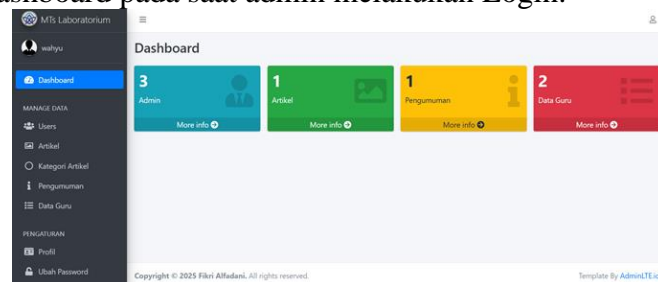 dashboard pada saat admin melakukan Login.
MTs Laboratorium
wahyu
Dashboard
MANAGE DATA
Users
Artikel
Kategori Artikel
Pengumuman
Data Guru
PENGATURAN
Profil
Ubah Password
Dashboard
3
Admin
More info
1
Artikel
More info
1
Pengumuman
More info
2
Data Guru
More info
Copyright © 2025 Fikri Alfadani. All rights reserved.
Template By AdminLTE.io